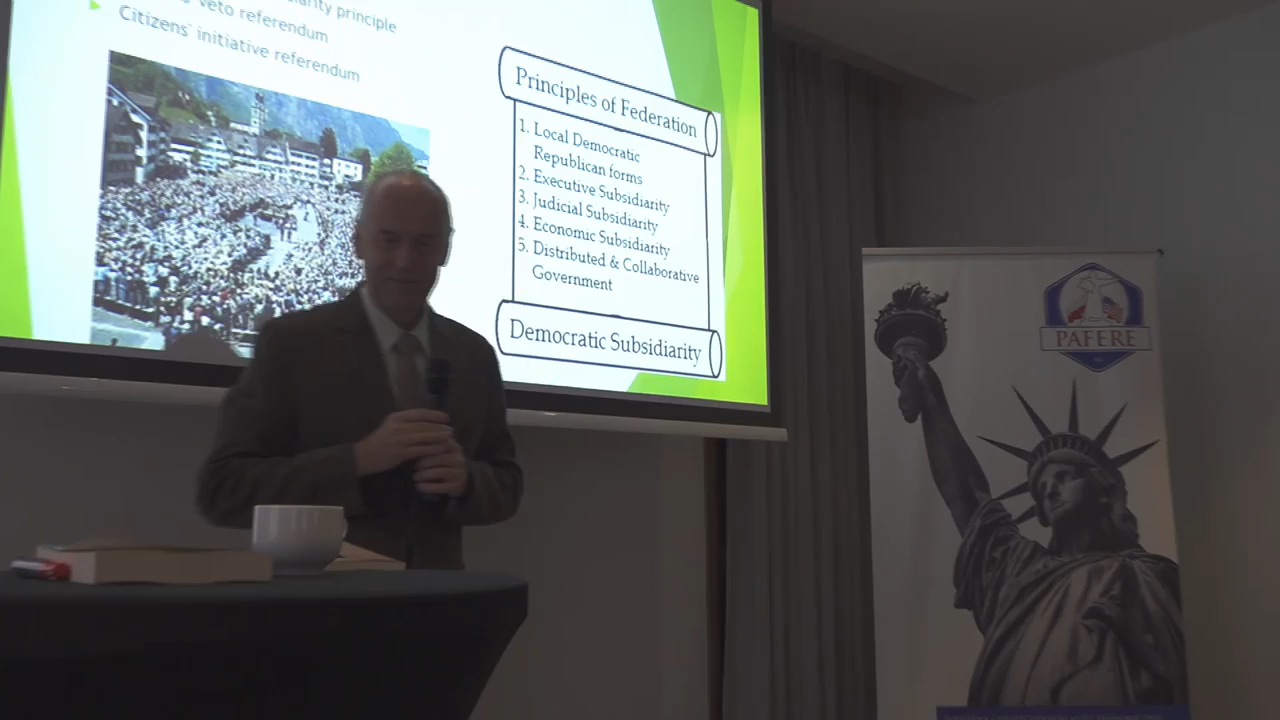 principle
veto referendum
Citizens' initiative referendum
Principles of Federation
1. Local Democratic
Republican forms
2. Executive Subsidiarity
3. Judicial Subsidiarity
4. Economic Subsidiarity
5. Distributed & Collaborative
Government
Democratic Subsidiarity
PAFERE